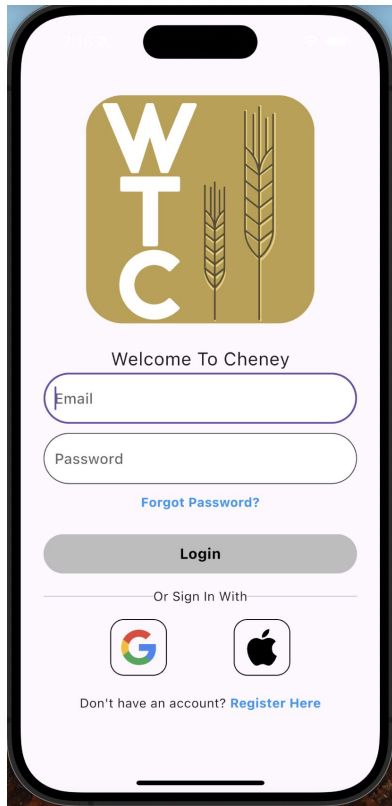 W
T
C
Welcome To Cheney
Email
Password
Forgot Password?
Login
Or Sign In With
Don't have an account? Register Here